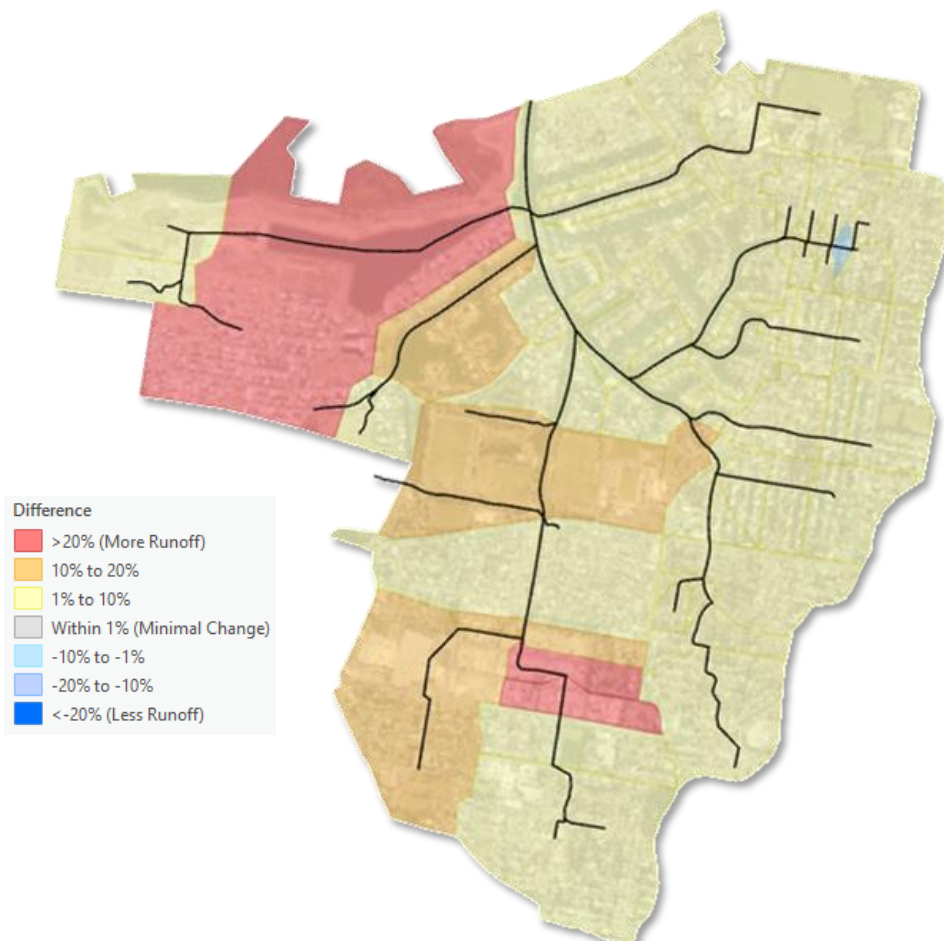 Difference
>20% (More Runoff)
10% to 20%
1% to 10%
Within 1% (Minimal Change)
-10% to -1%
-20% to -10%
<-20% (Less Runoff)